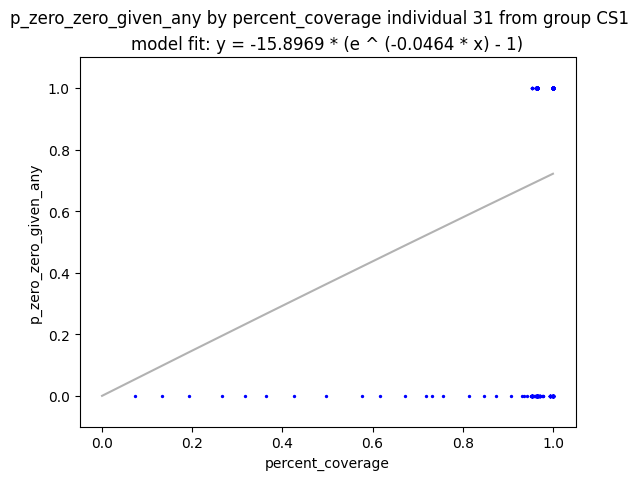 p_zero_zero_given_any by percent_coverage individual 31 from group CS1
model fit: y = -15.8969 * (e ^ (-0.0464 * x) - 1)
1.0
0.8
0.6
0.4
0.2
0.0
p_zero_zero_given_any
0.0 0.2 0.4 0.6 0.8 1.0
percent_coverage